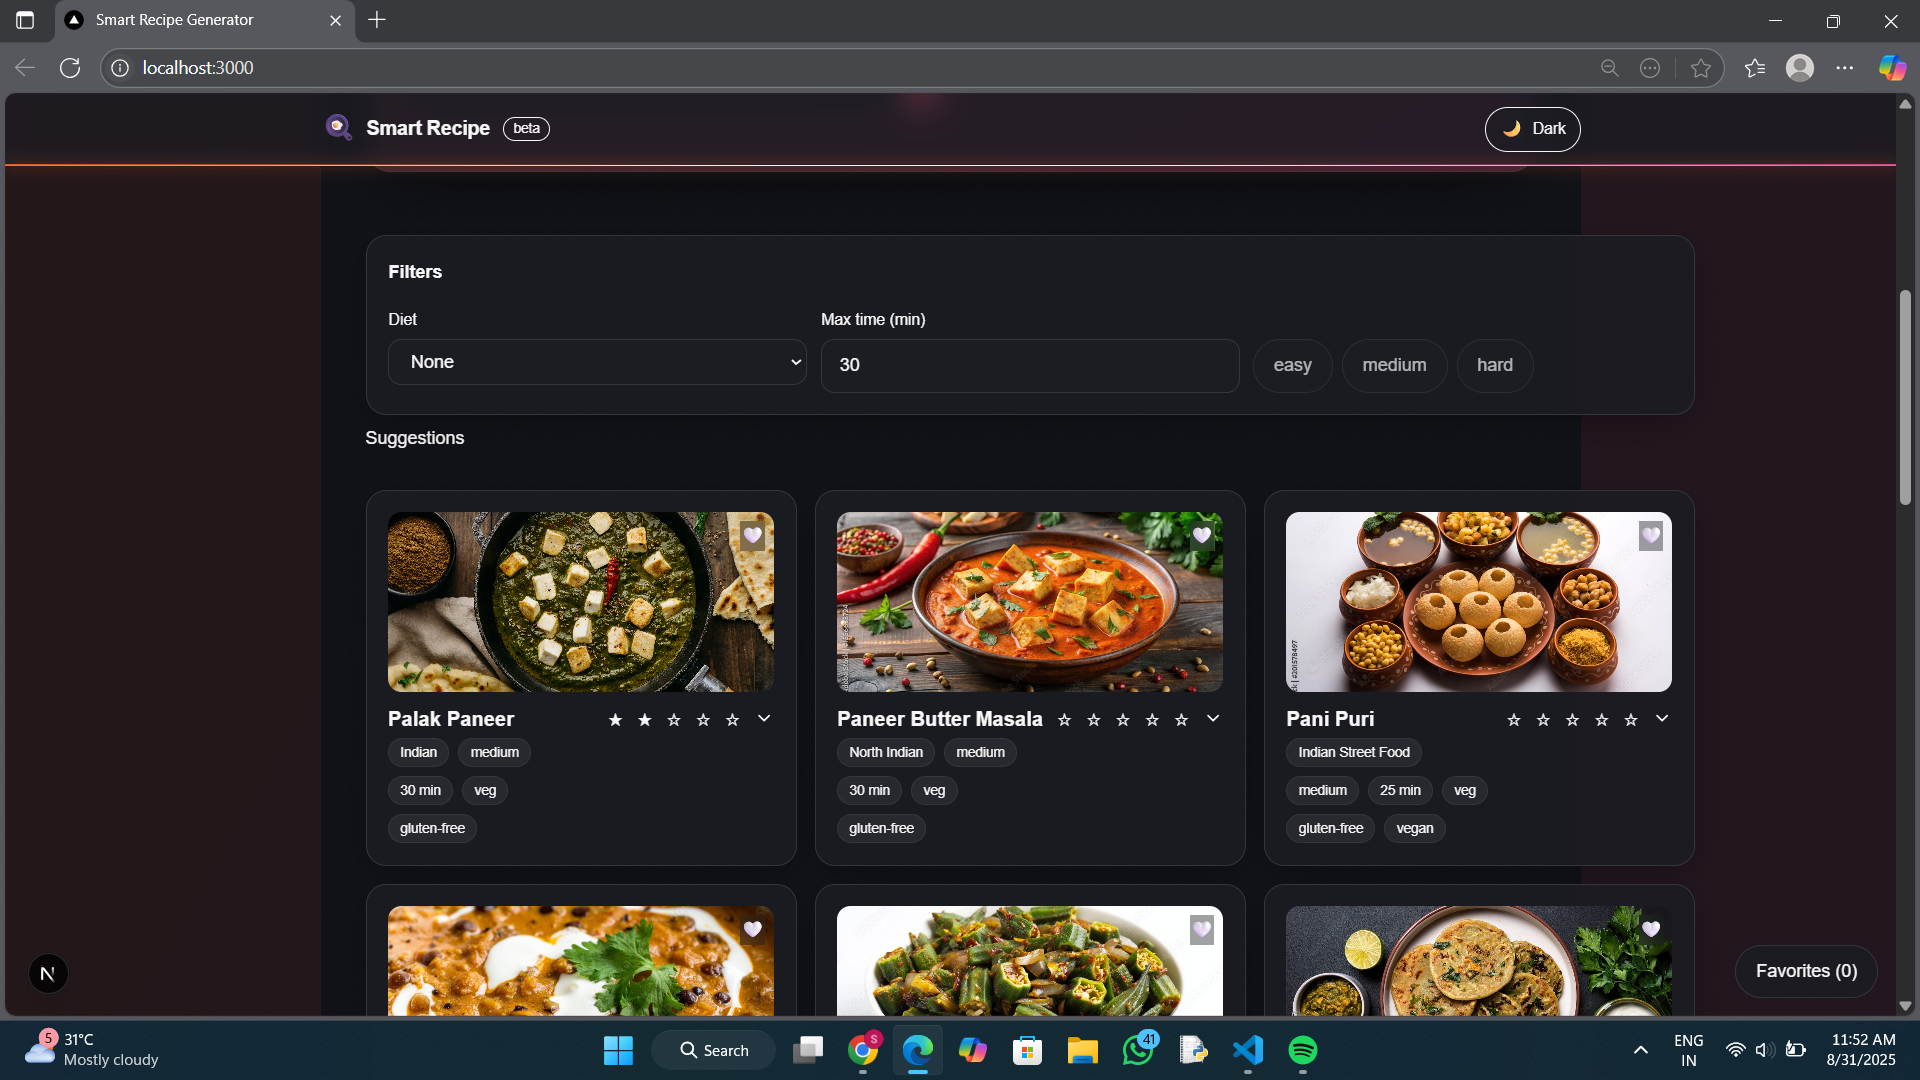 Smart Recipe Generator
localhost:3000
Smart Recipe beta
Dark
Filters
Diet
Max time (min)
None
30
easy
medium
hard
Suggestions
Palak Paneer
Indian
medium
30 min
veg
gluten-free
Paneer Butter Masala
North Indian
medium
30 min
veg
gluten-free
Pani Puri
Indian Street Food
medium
25 min
veg
gluten-free
vegan
N
Favorites (0)
5
31°C
Mostly cloudy
Search
S
41
ENG
IN
11:52 AM
8/31/2025